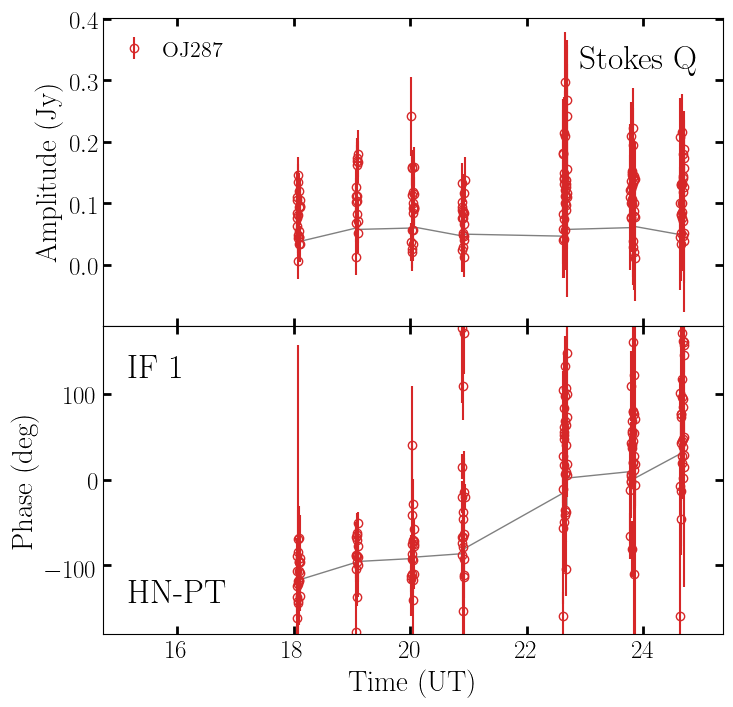 OJ287
Stokes Q
0.4
0.3
0.2
0.1
0.0
Amplitude (Jy)
IF 1
100
0
−100
Phase (deg)
HN-PT
16 18 20 22 24
Time (UT)